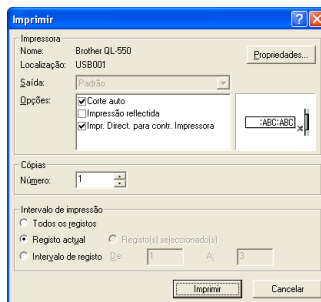 Imprimir
Impressora
Nome: Brother QL-550
Propriedades...
Localização: USB001
Saída: Padrão
Opções: Corte auto
Impressão reflectida
Impr. Direct. para contr. Impressora
:ABC:ABC
Cópias
Número: 1
Intervalo de impressão
Todos os registos
Registo actual Registo(s) seleccionado(s)
Intervalo de registo De: 1 A: 3
Imprimir Cancelar